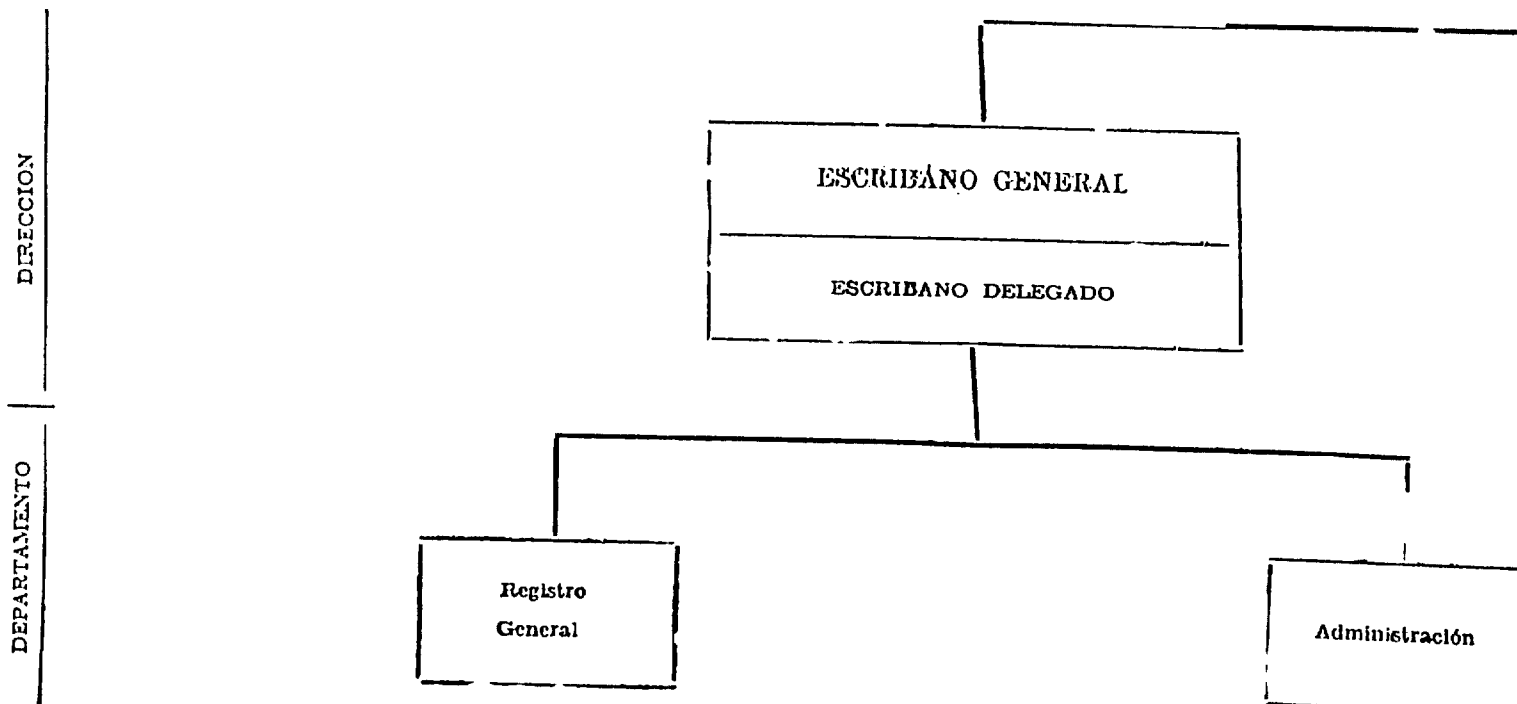 DIRECCION
ESCRIBANO GENERAL
ESCRIBANO DELEGADO
DEPARTAMENTO
Registro
General
Administración